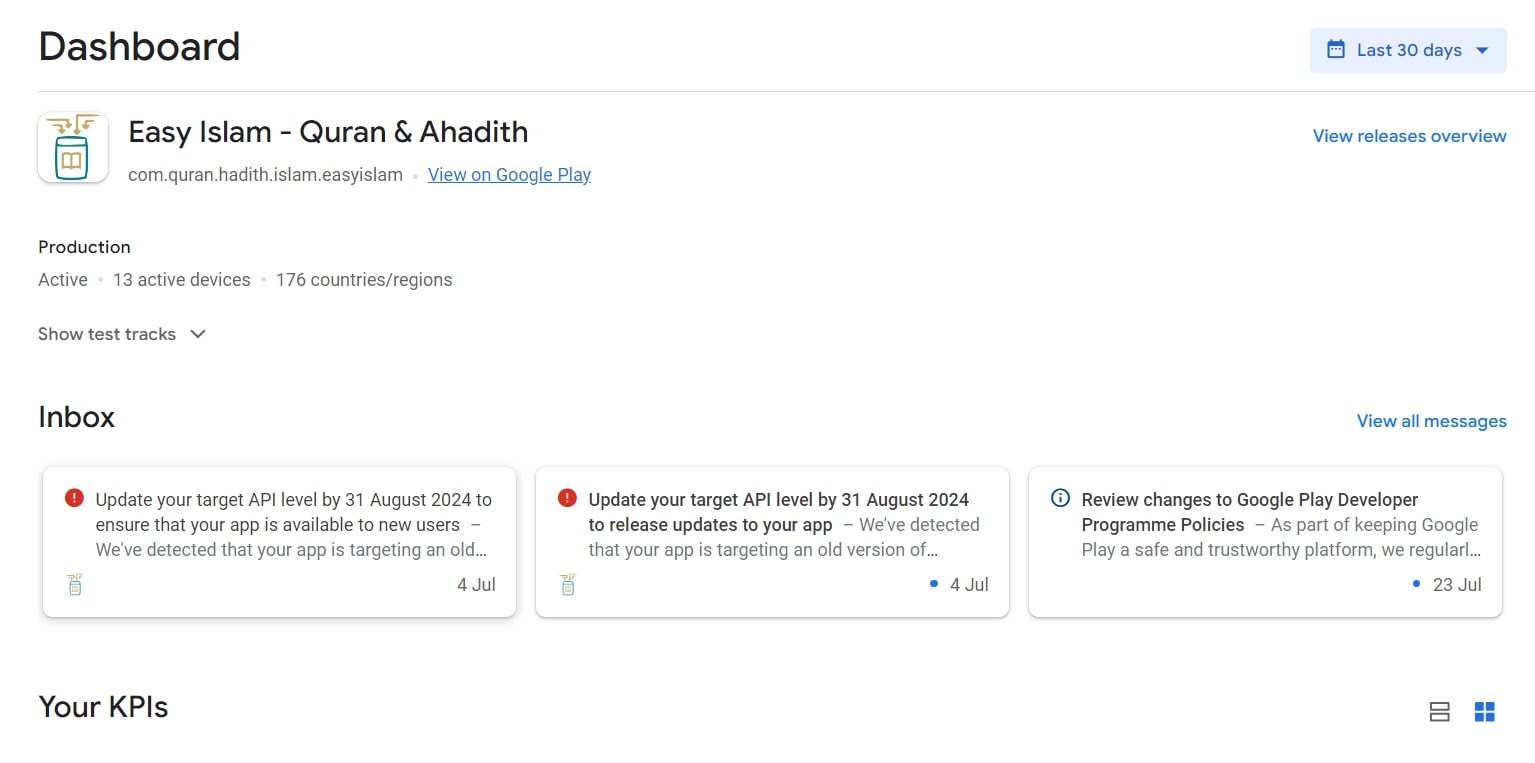 Dashboard
Last 30 days
Easy Islam - Quran & Ahadith
View releases overview
com.quran.hadith.islam.easyislam • View on Google Play
Production
Active • 13 active devices • 176 countries/regions
Show test tracks
Inbox
View all messages
Update your target API level by 31 August 2024 to
ensure that your app is available to new users –
We've detected that your app is targeting an old…
4 Jul
Update your target API level by 31 August 2024
to release updates to your app – We've detected
that your app is targeting an old version of…
4 Jul
Review changes to Google Play Developer
Programme Policies – As part of keeping Google
Play a safe and trustworthy platform, we regularl…
23 Jul
Your KPIs